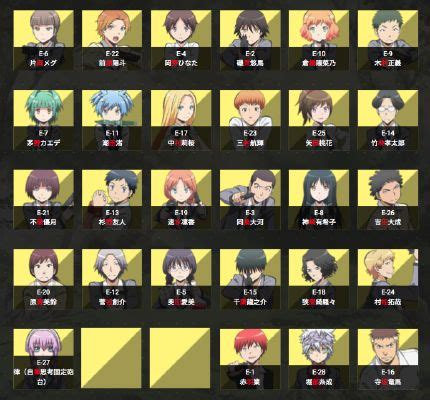 E-6
片岡メグ
E-22
前原陽斗
E-4
岡野ひなた
E-2
磯貝悠馬
E-10
倉橋陽菜乃
E-9
木村正義
E-7
茅野カエデ
E-11
潮田渚
E-17
中村莉桜
E-23
三村航輝
E-25
矢田桃花
E-14
竹林孝太郎
E-21
不破優月
E-13
杉野友人
E-19
速水凛香
E-3
岡島大河
E-8
神崎有希子
E-26
吉田大成
E-20
原寿美鈴
E-12
菅谷創介
E-5
奥田愛美
E-15
千葉龍之介
E-18
狭間綺羅々
E-24
村松拓哉
E-27
律（自律思考固定砲
台）
E-1
赤羽業
E-28
堀部糸成
E-16
寺坂竜馬